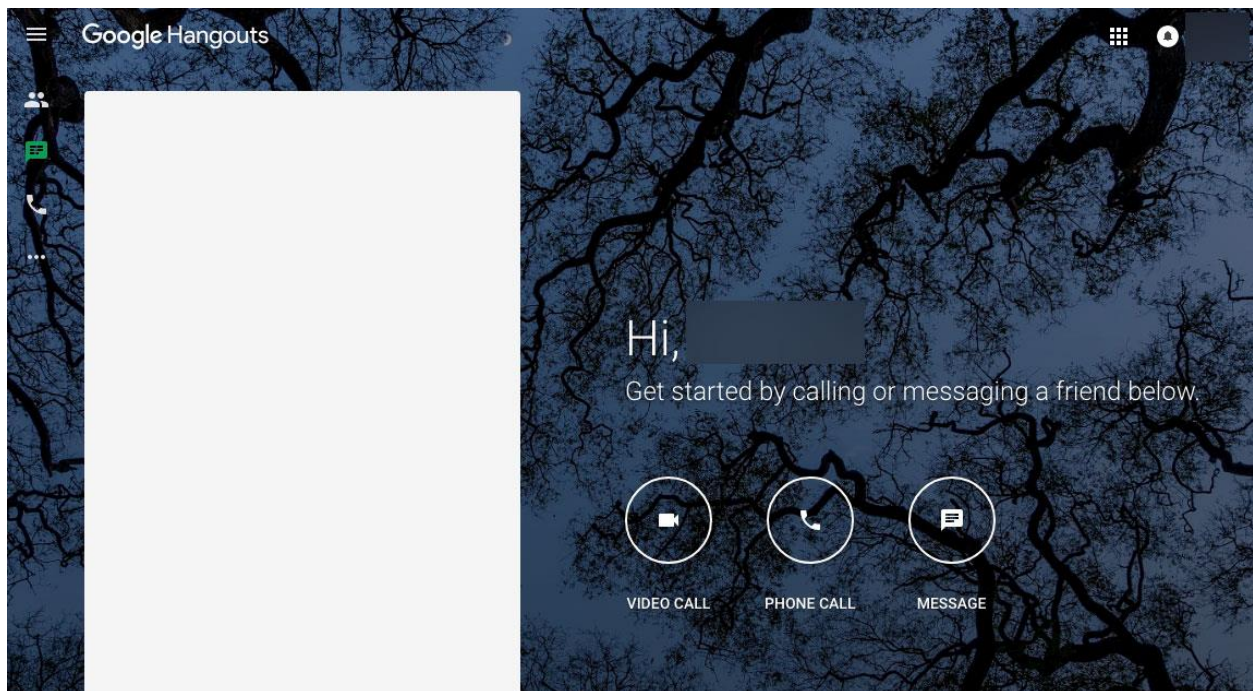 Google Hangouts
Hi,
Get started by calling or messaging a friend below.
VIDEO CALL
PHONE CALL
MESSAGE